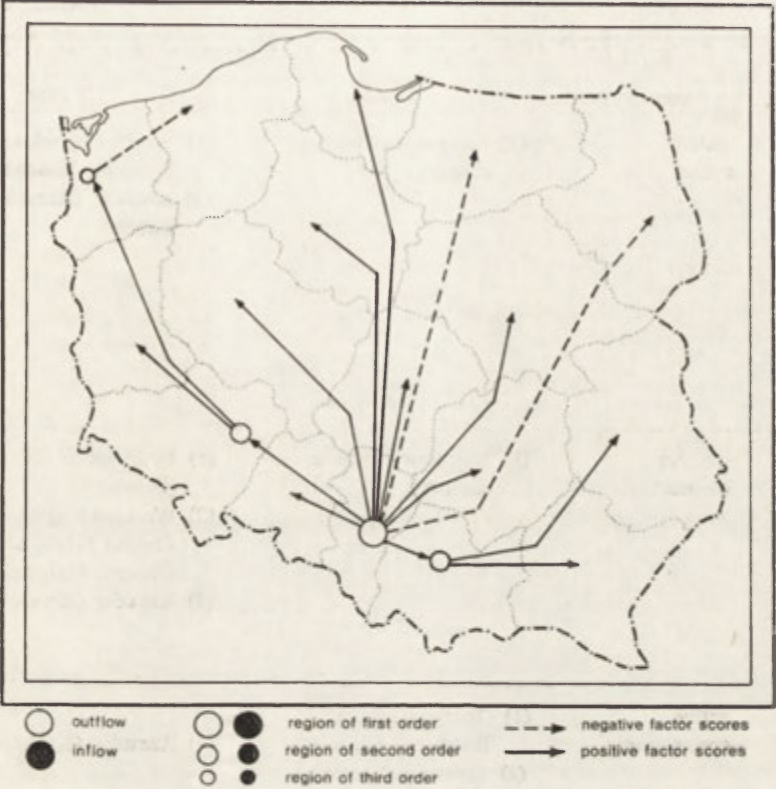 outflow
inflow
region of first order
region of second order
region of third order
negative factor scores
positive factor scores